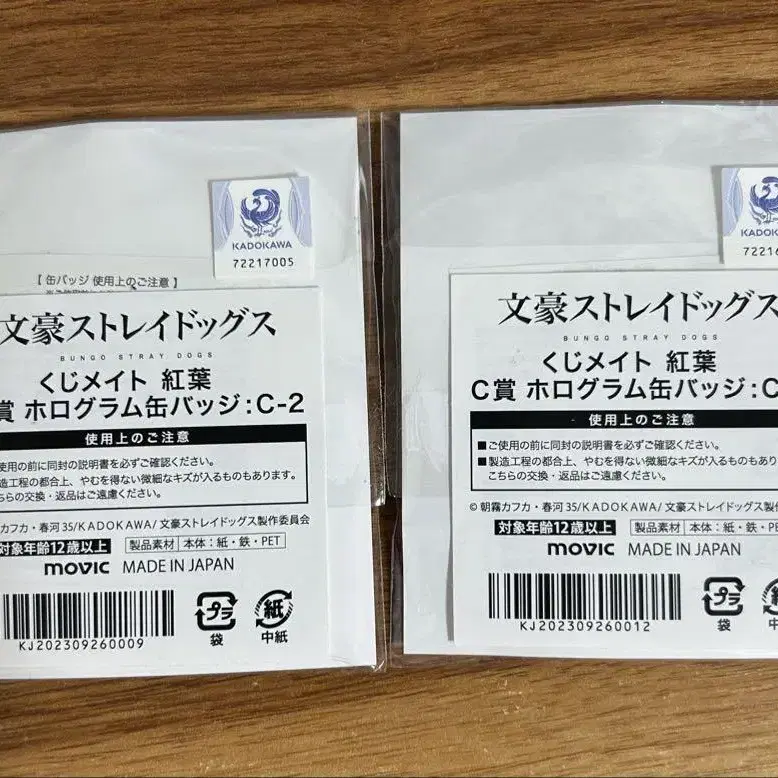 KADOKAWA
72217005
【 缶バッジ 使用上のご注意 】
文豪ストレイドッグス
BUNGO STRAY DOGS
くじメイト 紅葉
賞 ホログラム缶バッジ:C-2
使用上のご注意
使用の前に同封の説明書を必ずご確認ください。
造工程の都合上、やむを得ない微細なキズが入るものもあります。
ちらの交換・返品はご遠慮ください。
カフカ・春河35/KADOKAWA/ 文豪ストレイドッグス製作委員会
対象年齢12歳以上 製品素材 本体:紙・鉄・PET
movic MADE IN JAPAN
KJ202309260009
プラ
袋
紙
中紙
KADOKAWA
7221
文豪ストレイドッグス
BUNGO STRAY DOGS
くじメイト 紅葉
C賞 ホログラム缶バッジ:C
使用上のご注意
■ご使用の前に同封の説明書を必ずご確認ください。
■製造工程の都合上、やむを得ない微細なキズが入るものもあり
こちらの交換・返品はご遠慮ください。
© 朝霧カフカ・春河35/KADOKAWA/ 文豪ストレイドッグス製作委
対象年齢12歳以上 製品素材 本体:紙・鉄・PET
movic MADE IN JAPAN
KJ202309260012
プラ
袋